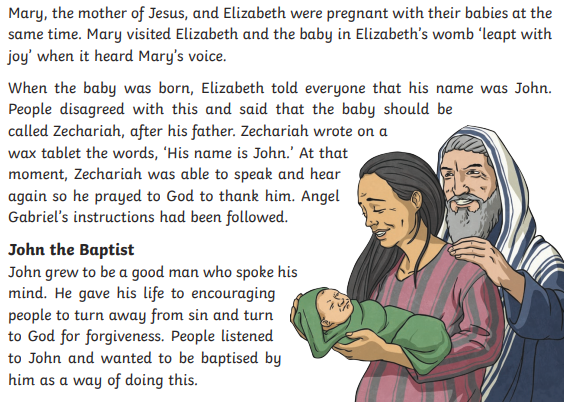 Mary, the mother of Jesus, and Elizabeth were pregnant with their babies at the
same time. Mary visited Elizabeth and the baby in Elizabeth’s womb ‘leapt with
joy’ when it heard Mary’s voice.
When the baby was born, Elizabeth told everyone that his name was John.
People disagreed with this and said that the baby should be
called Zechariah, after his father. Zechariah wrote on a
wax tablet the words, ‘His name is John.’ At that
moment, Zechariah was able to speak and hear
again so he prayed to God to thank him. Angel
Gabriel’s instructions had been followed.
John the Baptist
John grew to be a good man who spoke his
mind. He gave his life to encouraging
people to turn away from sin and turn
to God for forgiveness. People listened
to John and wanted to be baptised by
him as a way of doing this.